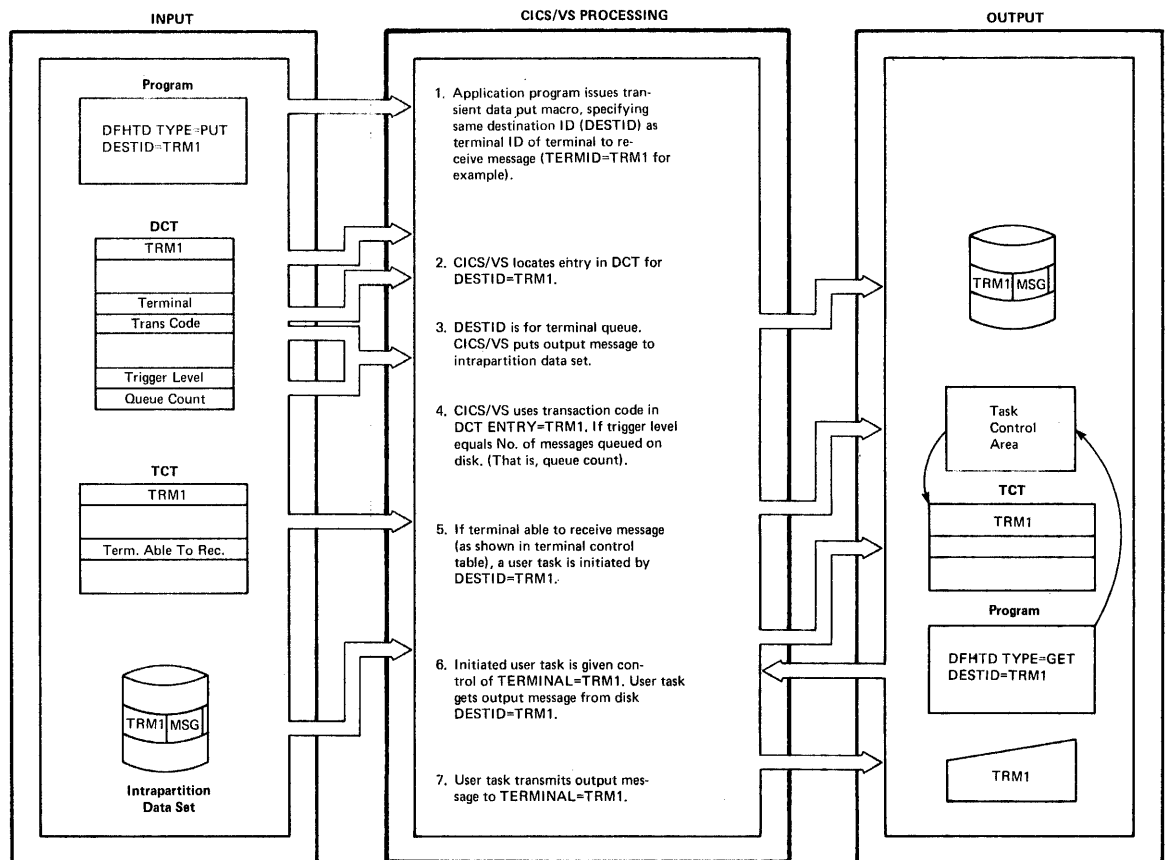 INPUT
Program
DFHTD TYPE=PUT
DESTID=TRM1
DCT
TRM1
Terminal
Trans Code
Trigger Level
Queue Count
TCT
TRM1
Term. Able To Rec.
TRM1 MSG
Intrapartition
Data Set
CICS/VS PROCESSING
1. Application program issues tran-
sient data put macro, specifying
same destination ID (DESTID) as
terminal ID of terminal to re-
ceive message (TERMID=TRM1 for
example).
2. CICS/VS locates entry in DCT for
DESTID=TRM1.
3. DESTID is for terminal queue.
CICS/VS puts output message to
intrapartition data set.
4. CICS/VS uses transaction code in
DCT ENTRY=TRM1. If trigger level
equals No. of messages queued on
disk. (That is, queue count).
5. If terminal able to receive message
(as shown in terminal control
table), a user task is initiated by
DESTID=TRM1.
6. Initiated user task is given con-
trol of TERMINAL=TRM1. User task
gets output message from disk
DESTID=TRM1.
7. User task transmits output mes-
sage to TERMINAL=TRM1.
OUTPUT
TRM1 MSG
Task
Control
Area
TCT
TRM1
Program
DFHTD TYPE=GET
DESTID=TRM1
TRM1